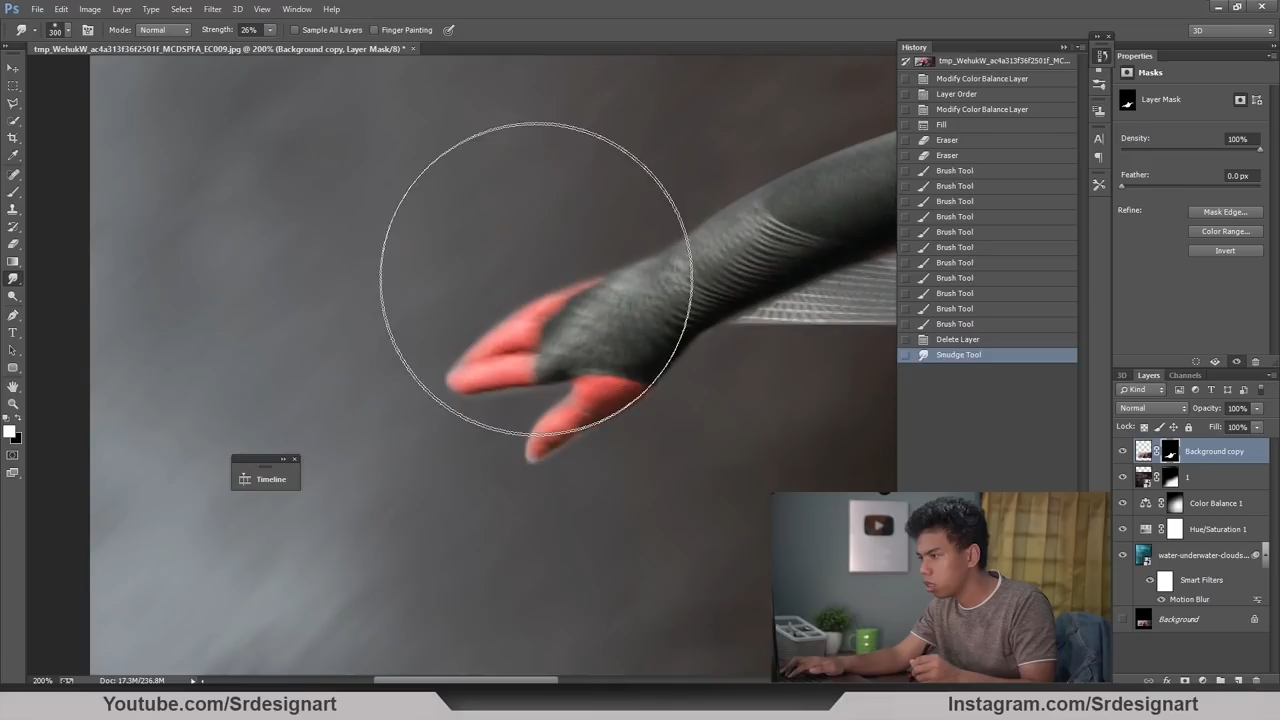 Ps File Edit Image Layer Type Select Filter 3D View Window Help
300 Mode: Normal Strength: 26% Sample All Layers Finger Painting 3D
tmp_WehukW_ac4a313f36f2501f_MCDSPFA_EC009.jpg @ 200% (Background copy, Layer Mask/8) *
History
tmp_WehukW_ac4a313f36f2501f_MC...
Modify Color Balance Layer
Layer Order
Modify Color Balance Layer
Fill
Eraser
Eraser
Brush Tool
Brush Tool
Brush Tool
Brush Tool
Brush Tool
Brush Tool
Brush Tool
Brush Tool
Brush Tool
Brush Tool
Brush Tool
Delete Layer
Smudge Tool
Properties
Masks
Layer Mask
Density: 100%
Feather: 0.0 px
Refine: Mask Edge...
Color Range...
Invert
3D Layers Channels
Kind
Normal Opacity: 100%
Lock: Fill: 100%
Background copy
1
Color Balance 1
Hue/Saturation 1
water-underwater-clouds...
Smart Filters
Motion Blur
Background
Timeline
200% Doc: 17.3M/236.8M
Youtube.com/Srdesignart
Instagram.com/Srdesignart